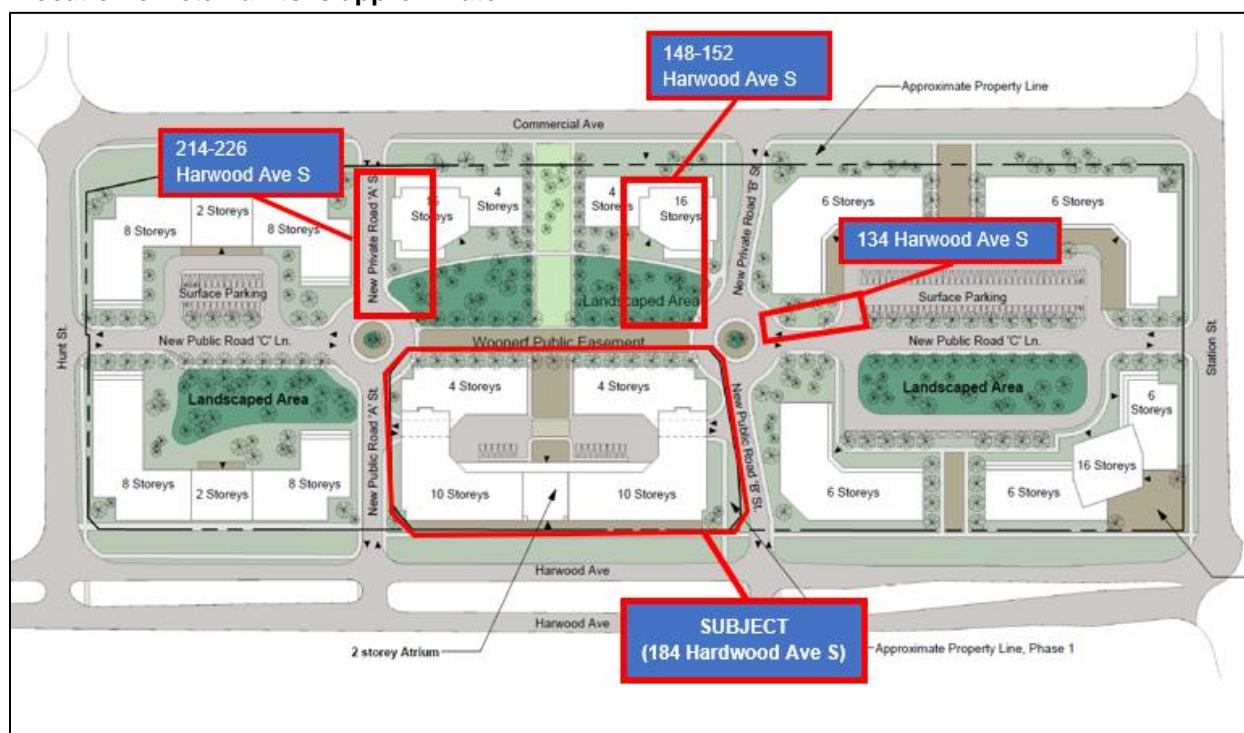 148-152
Harwood Ave S
Approximate Property Line
Commercial Ave
214-226
Harwood Ave S
New Private Road 'A' St.
16
Storeys
4
Storeys
4
Storeys
16
Storeys
New Private Road 'B' St.
6 Storeys
6 Storeys
2 Storeys
8 Storeys
8 Storeys
134 Harwood Ave S
Surface Parking
Landscaped Area
Surface Parking
Hunt St.
New Public Road 'C' Ln.
Woonerf Public Easement
New Public Road 'C' Ln.
Station St.
Landscaped Area
New Public Road 'A' St.
4 Storeys
4 Storeys
New Public Road 'B' St.
Landscaped Area
6
Storeys
16 Storeys
8 Storeys
2 Storeys
8 Storeys
10 Storeys
10 Storeys
6 Storeys
6 Storeys
Harwood Ave
Harwood Ave
2 storey Atrium
SUBJECT
(184 Hardwood Ave S)
Approximate Property Line, Phase 1